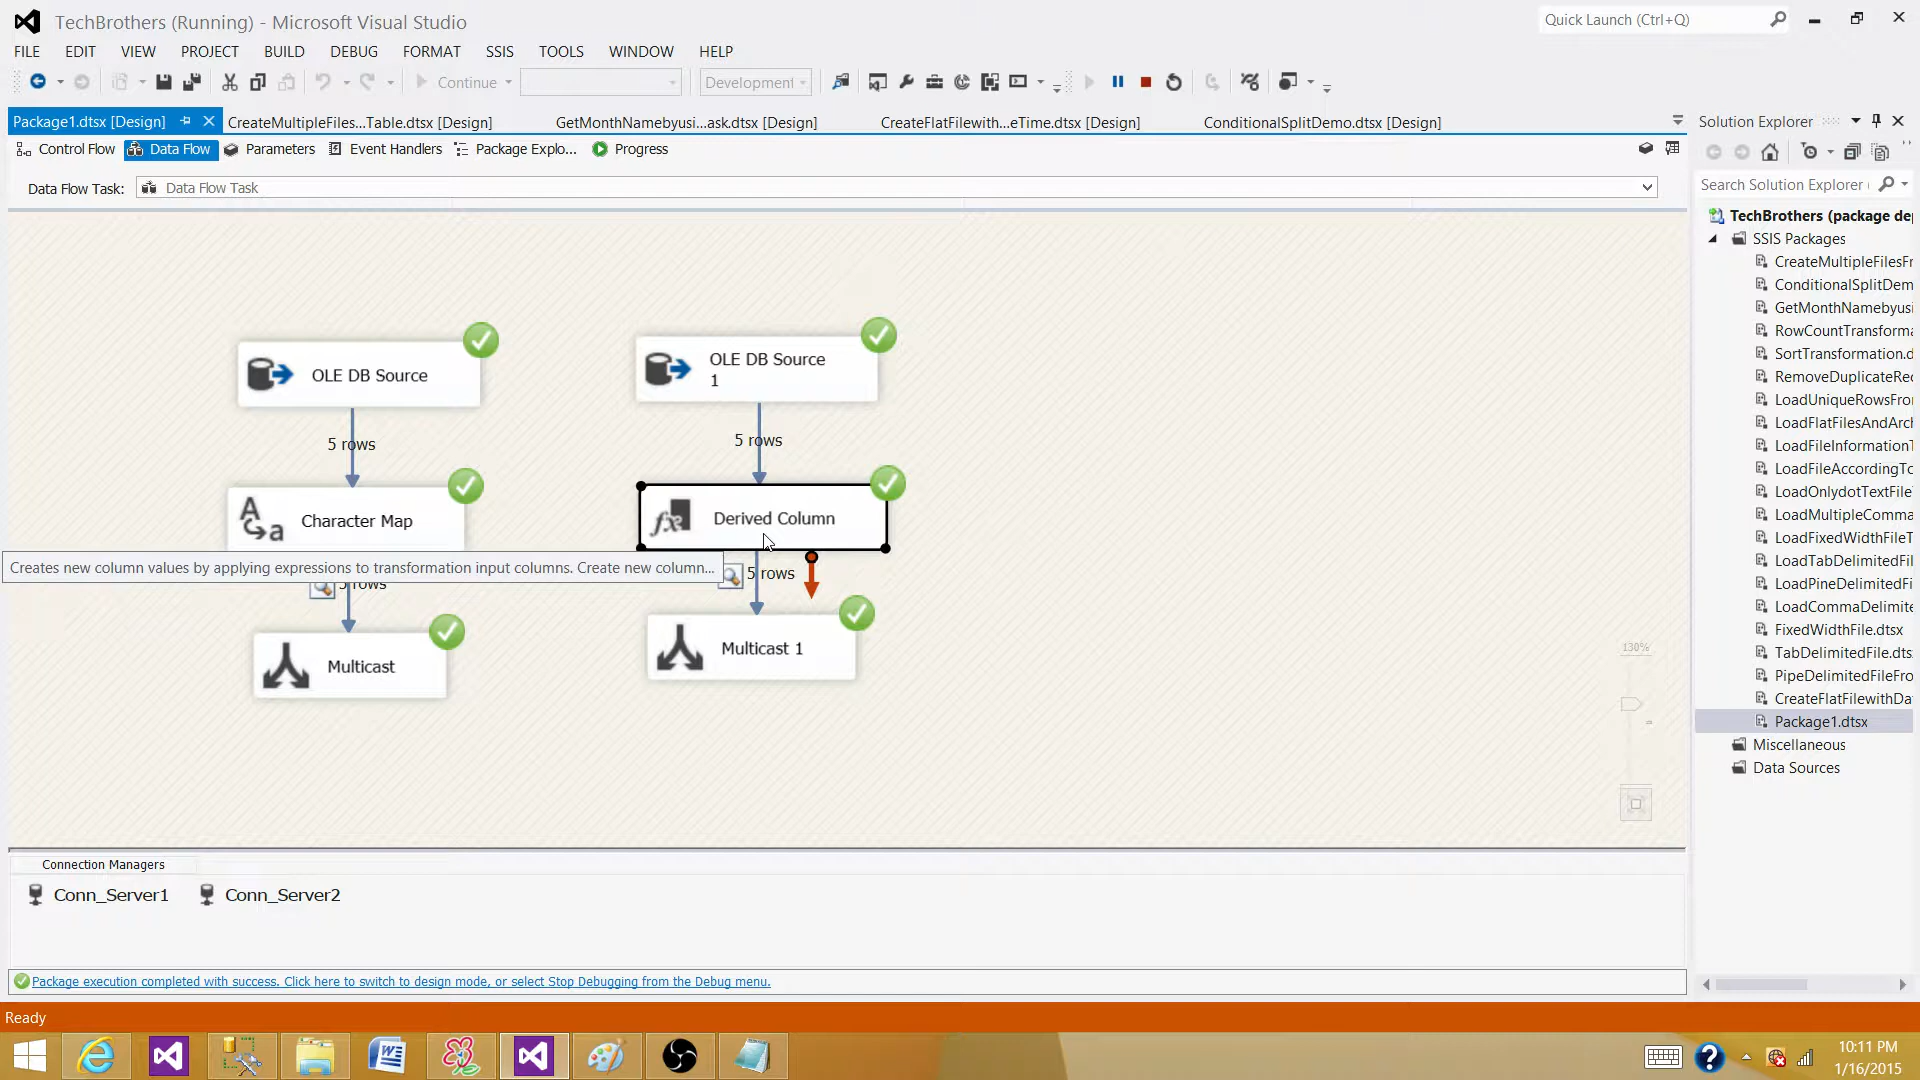 TechBrothers (Running) - Microsoft Visual Studio
Quick Launch (Ctrl+Q)
FILE EDIT VIEW PROJECT BUILD DEBUG FORMAT SSIS TOOLS WINDOW HELP
Continue Development
Package1.dtsx [Design] CreateMultipleFiles...Table.dtsx [Design] GetMonthNamebyusi...ask.dtsx [Design] CreateFlatFilewith...eTime.dtsx [Design] ConditionalSplitDemo.dtsx [Design]
Control Flow Data Flow Parameters Event Handlers Package Explo... Progress
Data Flow Task: Data Flow Task
OLE DB Source
5 rows
Character Map
5 rows
Multicast
OLE DB Source
1
5 rows
fx Derived Column
Creates new column values by applying expressions to transformation input columns. Create new column...
5 rows
Multicast 1
130%
Connection Managers
Conn_Server1 Conn_Server2
Package execution completed with success. Click here to switch to design mode, or select Stop Debugging from the Debug menu.
Ready
Solution Explorer
Search Solution Explorer (
TechBrothers (package de
SSIS Packages
CreateMultipleFilesFr
ConditionalSplitDem
GetMonthNamebyusi
RowCountTransforma
SortTransformation.d
RemoveDuplicateRec
LoadUniqueRowsFro
LoadFlatFilesAndArch
LoadFileInformationT
LoadFileAccordingTo
LoadOnlydotTextFile
LoadMultipleComma
LoadFixedWidthFileT
LoadTabDelimitedFil
LoadPineDelimitedFi
LoadCommaDelimite
FixedWidthFile.dtsx
TabDelimitedFile.dts
PipeDelimitedFileFro
CreateFlatFilewithDa
Package1.dtsx
Miscellaneous
Data Sources
10:11 PM
1/16/2015